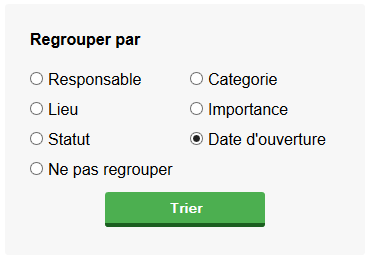 Regrouper par
Responsable Categorie
Lieu Importance
Statut Date d'ouverture
Ne pas regrouper
Trier